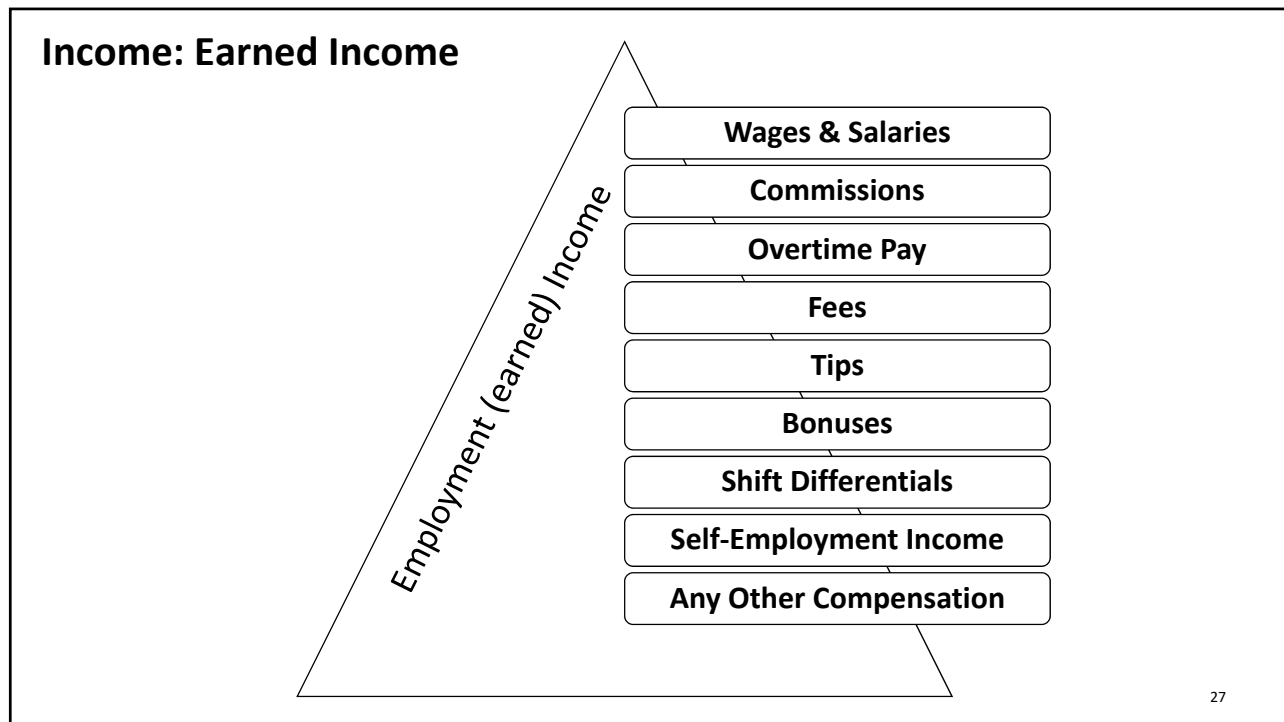 Income: Earned Income
Employment (earned) Income
Wages & Salaries
Commissions
Overtime Pay
Fees
Tips
Bonuses
Shift Differentials
Self-Employment Income
Any Other Compensation
27